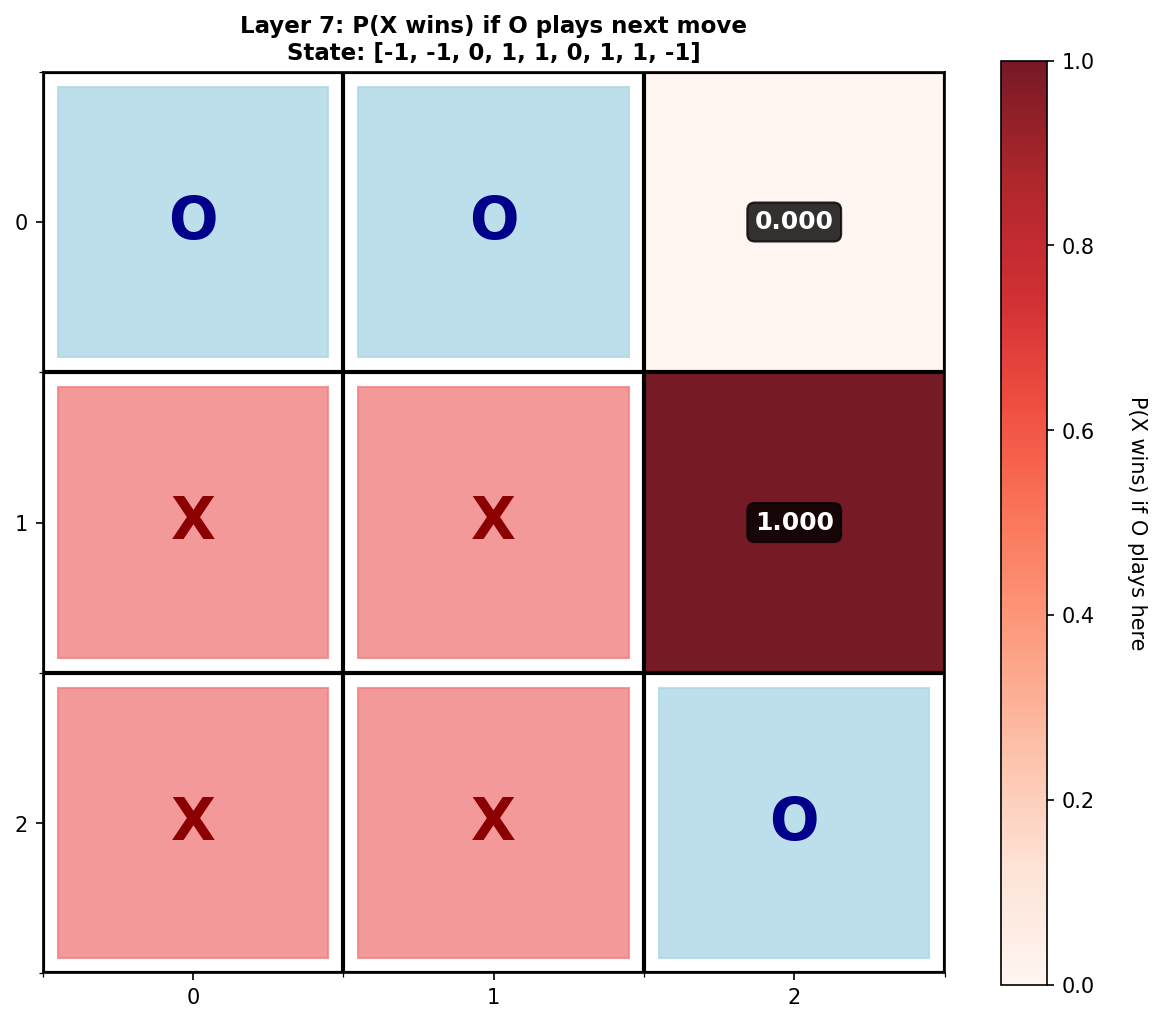 Layer 7: P(X wins) if O plays next move
State: [-1, -1, 0, 1, 1, 0, 1, 1, -1]
0
O
O
0.000
1
X
X
1.000
2
X
X
O
0
1
2
1.0
0.8
0.6
0.4
0.2
0.0
P(X wins) if O plays here